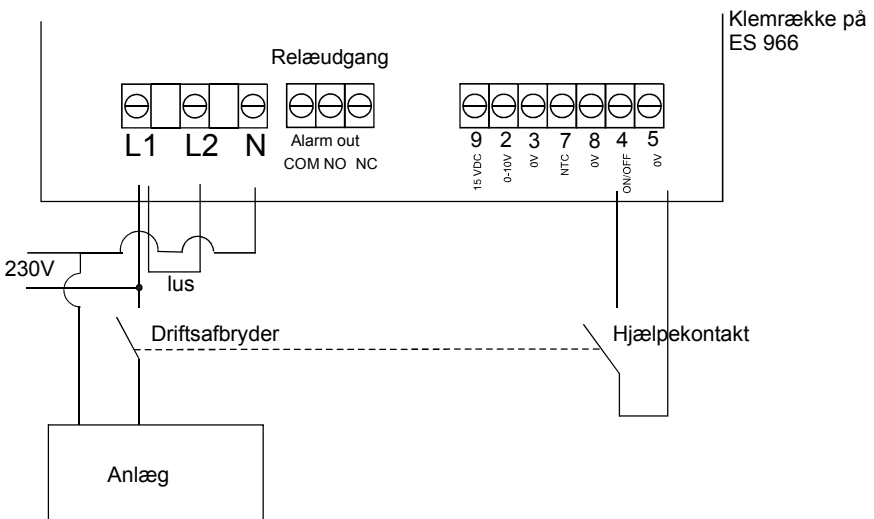 Klemrække på
ES 966
Relæudgang
L1 L2 N
Alarm out
COM NO NC
9 2 3 7 8 4 5
15 VDC 0-10V 0V NTC 0V ON/OFF 0V
230V
lus
Driftsafbryder
Hjælpekontakt
Anlæg